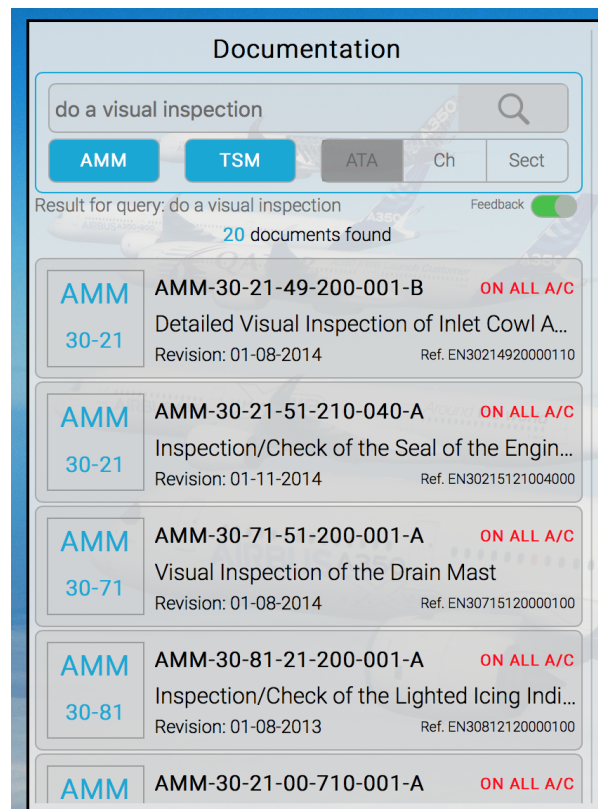 Documentation
do a visual inspection
AMM TSM ATA Ch Sect
Result for query: do a visual inspection Feedback
20 documents found
AMM
30-21
AMM-30-21-49-200-001-B ON ALL A/C
Detailed Visual Inspection of Inlet Cowl A...
Revision: 01-08-2014 Ref. EN30214920000110
AMM
30-21
AMM-30-21-51-210-040-A ON ALL A/C
Inspection/Check of the Seal of the Engin...
Revision: 01-11-2014 Ref. EN30215121004000
AMM
30-71
AMM-30-71-51-200-001-A ON ALL A/C
Visual Inspection of the Drain Mast
Revision: 01-08-2014 Ref. EN30715120000100
AMM
30-81
AMM-30-81-21-200-001-A ON ALL A/C
Inspection/Check of the Lighted Icing Indi...
Revision: 01-08-2013 Ref. EN30812120000100
AMM
AMM-30-21-00-710-001-A ON ALL A/C